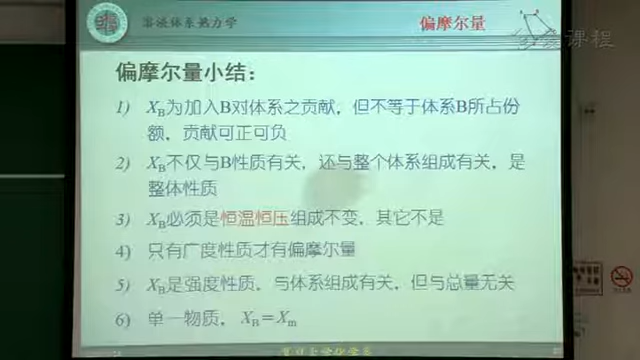 溶液体系热力学
偏摩尔量
偏摩尔量小结：
1) XB为加入B对体系之贡献，但不等于体系B所占份
额，贡献可正可负
2) XB不仅与B性质有关，还与整个体系组成有关，是
整体性质
3) XB必须是恒温恒压组成不变，其它不是
4) 只有广度性质才有偏摩尔量
5) XB是强度性质，与体系组成有关，但与总量无关
6) 单一物质，XB=Xm